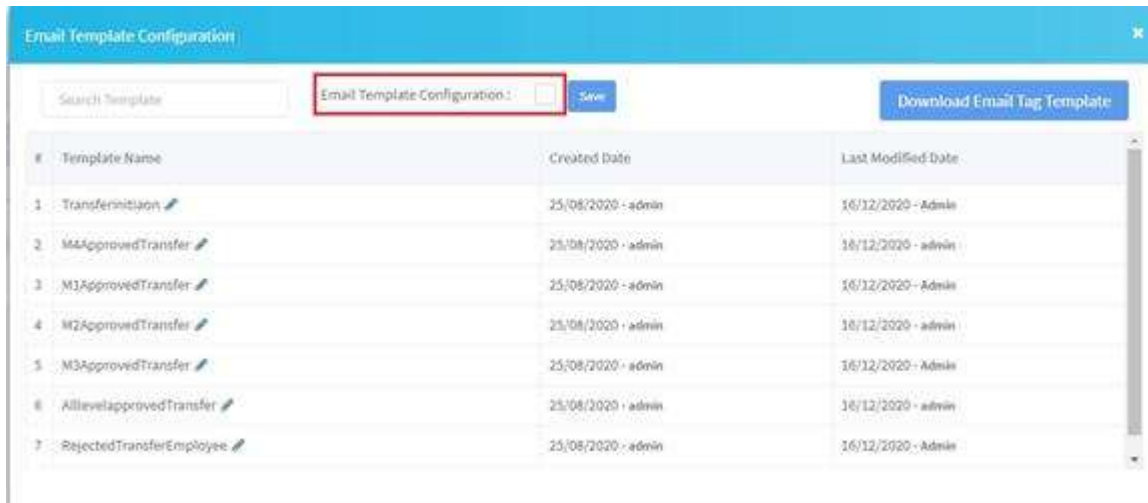 Email Template Configuration
Search Template Email Template Configuration : Save Download Email Tag Template
# Template Name Created Date Last Modified Date
1 Transferinitiaon 25/08/2020 - admin 16/12/2020 - Admin
2 M4ApprovedTransfer 25/08/2020 - admin 16/12/2020 - Admin
3 M1ApprovedTransfer 25/08/2020 - admin 16/12/2020 - Admin
4 M2ApprovedTransfer 25/08/2020 - admin 16/12/2020 - Admin
5 M3ApprovedTransfer 25/08/2020 - admin 16/12/2020 - Admin
6 AlllevelapprovedTransfer 25/08/2020 - admin 16/12/2020 - admin
7 RejectedTransferEmployee 25/08/2020 - admin 16/12/2020 - Admin